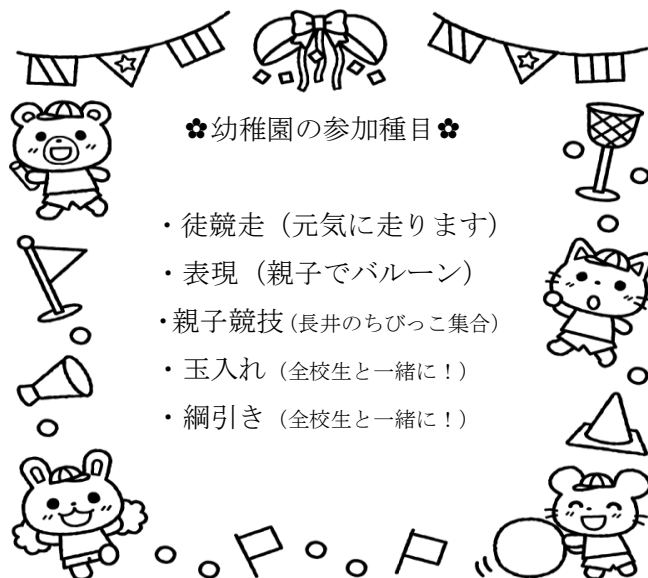 ✿幼稚園の参加種目✿
・徒競走（元気に走ります）
・表現（親子でバルーン）
・親子競技（長井のちびっこ集合）
・玉入れ（全校生と一緒に！）
・綱引き（全校生と一緒に！）